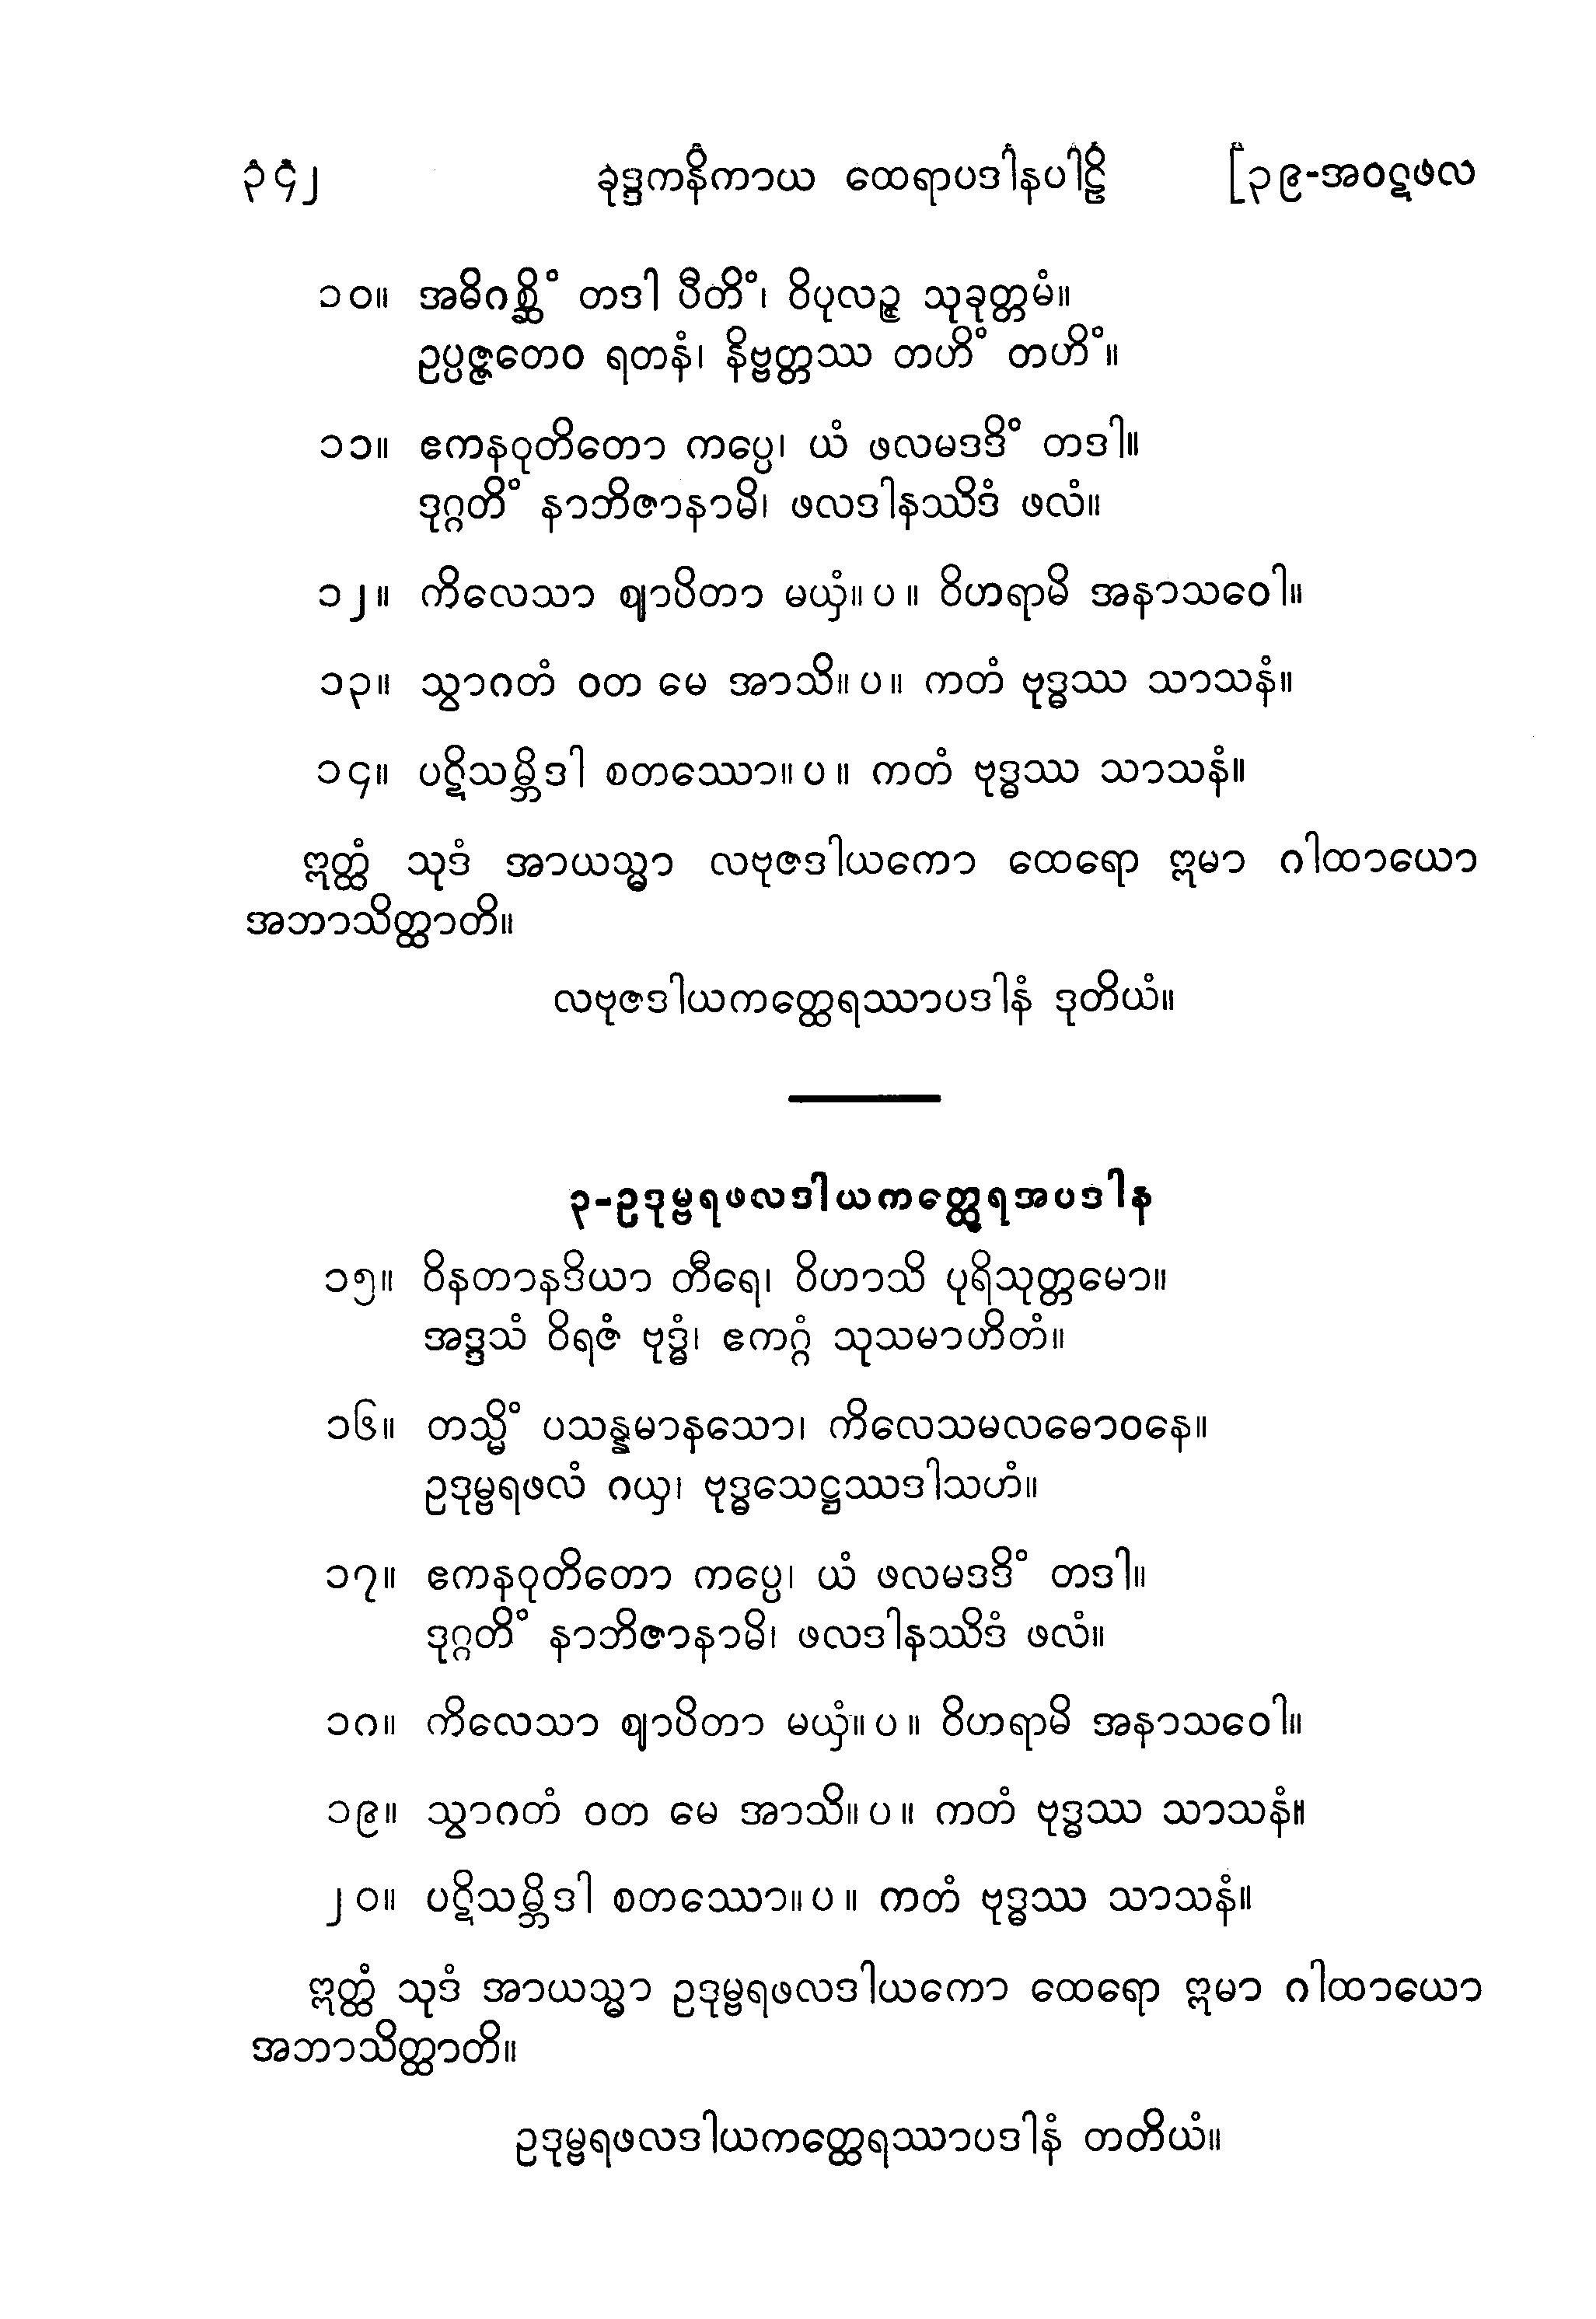 ၃၄၂ ခုဒ္ဒကနိကာယ ထေရာပဒါနပါဠိ [၃၉-အဝဋဖလ
၁၀။ အဓိဂစ္ဆိံ တဒါ ပီတိံ၊ ဝိပုလဉ္စ သုခုတ္တမံ။
ဥပ္ပဇ္ဇတေဝ ရတနံ၊ နိဗ္ဗတ္တဿ တဟိံ တဟိံ။
၁၁။ ဧကနဝုတိတော ကပ္ပေ၊ ယံ ဖလမဒဒိံ တဒါ။
ဒုဂ္ဂတိံ နာဘိဇာနာမိ၊ ဖလဒါနဿိဒံ ဖလံ။
၁၂။ ကိလေသာ ဈာပိတာ မယှံ။ ပ ။ ဝိဟရာမိ အနာသဝေါ။
၁၃။ သွာဂတံ ဝတ မေ အာသိ။ ပ ။ ကတံ ဗုဒ္ဓဿ သာသနံ။
၁၄။ ပဋိသမ္ဘိဒါ စတဿော။ ပ ။ ကတံ ဗုဒ္ဓဿ သာသနံ။
ဣတ္ထံ သုဒံ အာယသ္မာ လဗုဇဒါယကော ထေရော ဣမာ ဂါထာယော
အဘာသိတ္ထာတိ။
လဗုဇဒါယကတ္ထေရဿာပဒါနံ ဒုတိယံ။
၃-ဥဒုမ္ဗရဖလဒါယကတ္ထေရအပဒါန
၁၅။ ဝိနတာနဒိယာ တီရေ၊ ဝိဟာသိ ပုရိသုတ္တမော။
အဒ္ဒသံ ဝိရဇံ ဗုဒ္ဓံ၊ ဧကဂ္ဂံ သုသမာဟိတံ။
၁၆။ တသ္မိံ ပသန္နမာနသော၊ ကိလေသမလဓောဝနေ။
ဥဒုမ္ဗရဖလံ ဂယှ၊ ဗုဒ္ဓသေဋ္ဌဿဒါသဟံ။
၁၇။ ဧကနဝုတိတော ကပ္ပေ၊ ယံ ဖလမဒဒိံ တဒါ။
ဒုဂ္ဂတိံ နာဘိဇာနာမိ၊ ဖလဒါနဿိဒံ ဖလံ။
၁၈။ ကိလေသာ ဈာပိတာ မယှံ။ ပ ။ ဝိဟရာမိ အနာသဝေါ။
၁၉။ သွာဂတံ ဝတ မေ အာသိ။ ပ ။ ကတံ ဗုဒ္ဓဿ သာသနံ။
၂၀။ ပဋိသမ္ဘိဒါ စတဿော။ ပ ။ ကတံ ဗုဒ္ဓဿ သာသနံ။
ဣတ္ထံ သုဒံ အာယသ္မာ ဥဒုမ္ဗရဖလဒါယကော ထေရော ဣမာ ဂါထာယော
အဘာသိတ္ထာတိ။
ဥဒုမ္ဗရဖလဒါယကတ္ထေရဿာပဒါနံ တတိယံ။